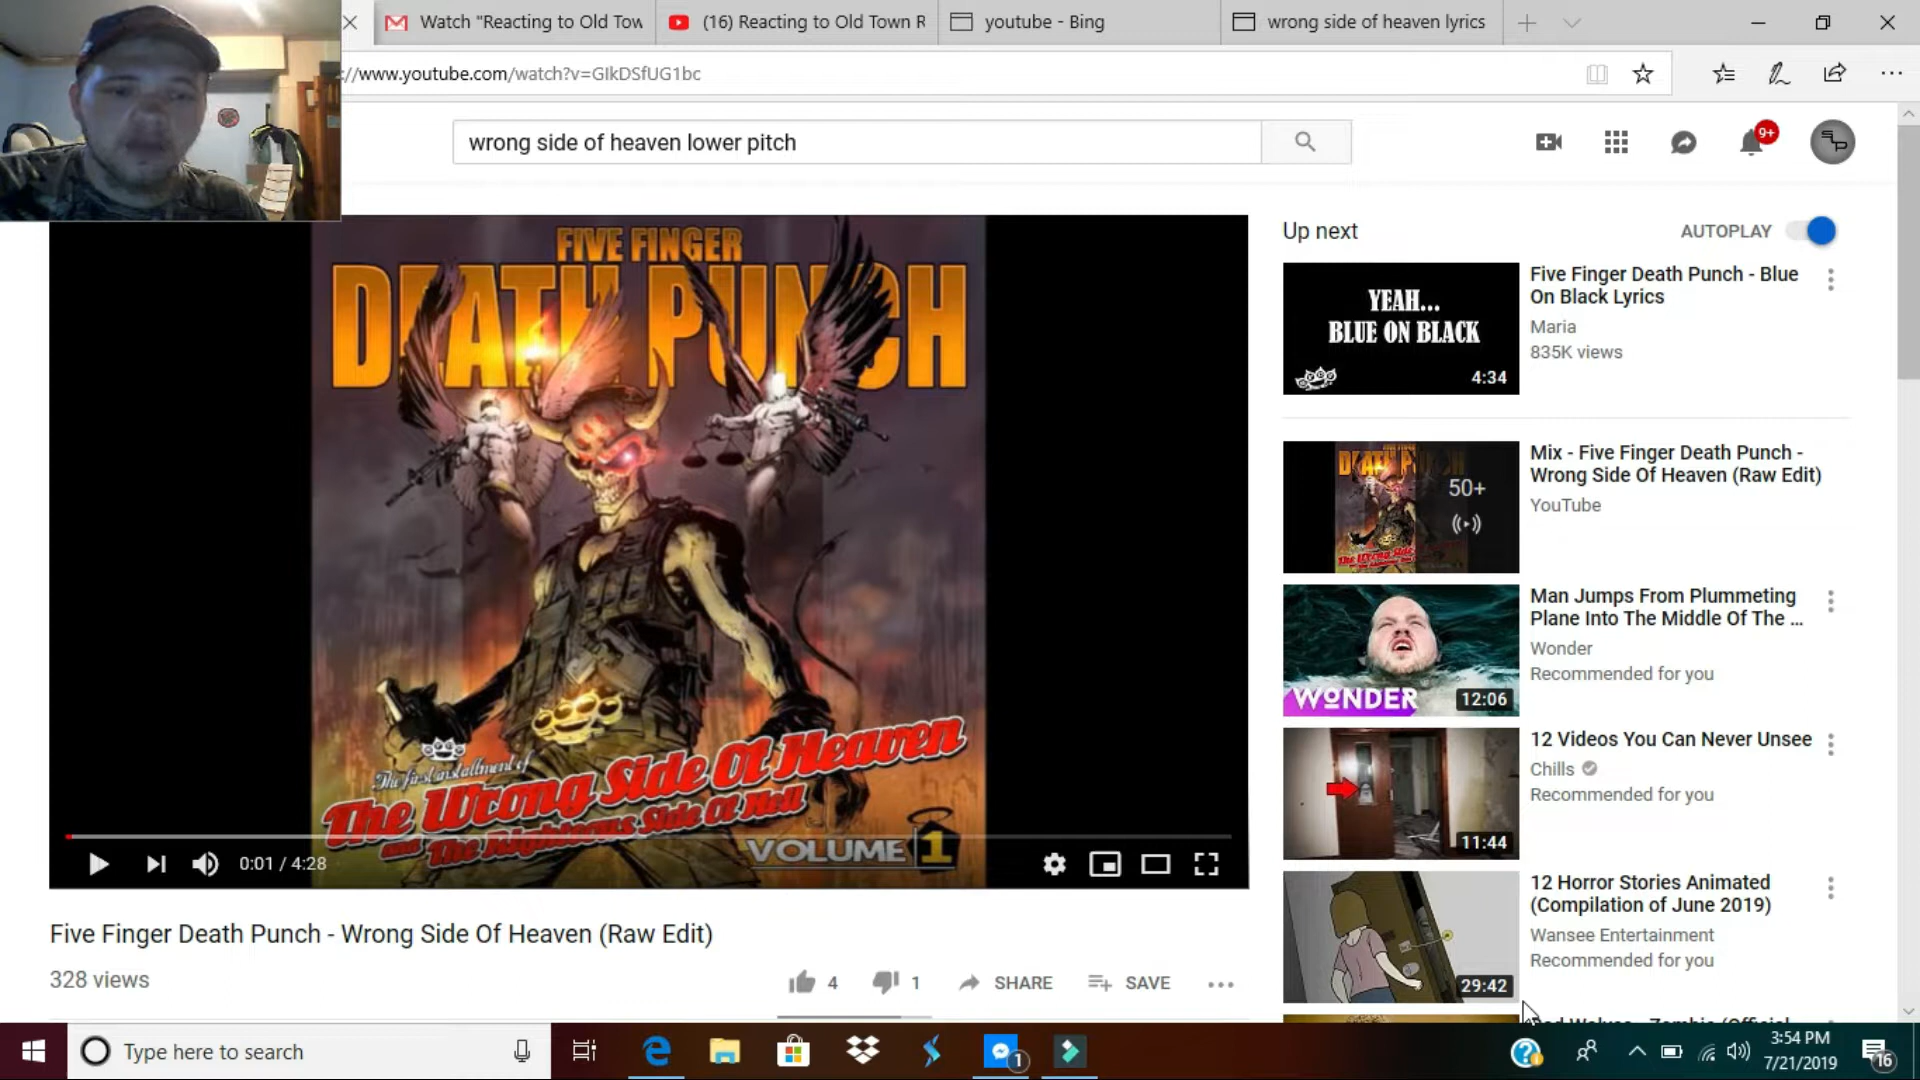 Watch "Reacting to Old Tow
(16) Reacting to Old Town R
youtube - Bing
wrong side of heaven lyrics
://www.youtube.com/watch?v=GIkDSfUG1bc
wrong side of heaven lower pitch
9+
FIVE FINGER
DEATH PUNCH
The first installment of
The Wrong Side Of Heaven
and The Righteous Side Of Hell
VOLUME 1
0:01 / 4:28
Five Finger Death Punch - Wrong Side Of Heaven (Raw Edit)
328 views
4
1
SHARE
SAVE
Up next
AUTOPLAY
YEAH...
BLUE ON BLACK
4:34
Five Finger Death Punch - Blue
On Black Lyrics
Maria
835K views
50+
Mix - Five Finger Death Punch -
Wrong Side Of Heaven (Raw Edit)
YouTube
WONDER
12:06
Man Jumps From Plummeting
Plane Into The Middle Of The ...
Wonder
Recommended for you
11:44
12 Videos You Can Never Unsee
Chills
Recommended for you
29:42
12 Horror Stories Animated
(Compilation of June 2019)
Wansee Entertainment
Recommended for you
Type here to search
1
3:54 PM
7/21/2019
16